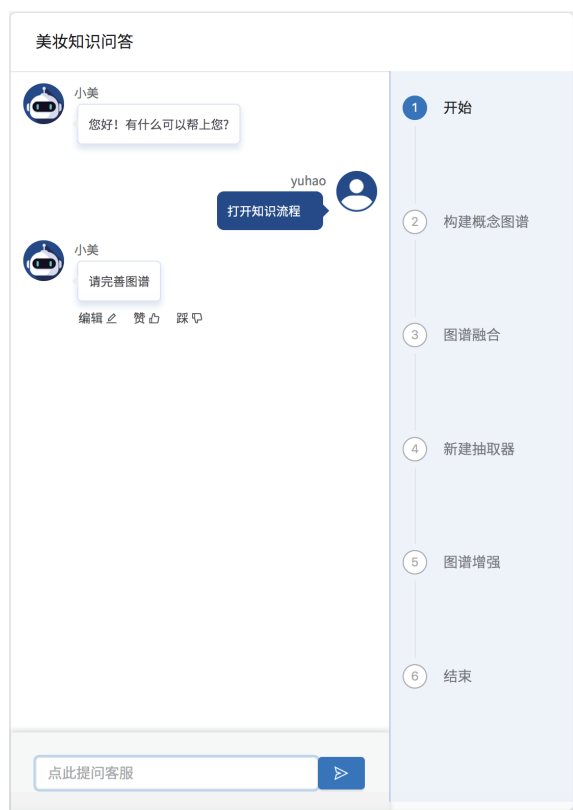 美妆知识问答
小美
您好！有什么可以帮上您?
yuhao
打开知识流程
小美
请完善图谱
编辑 赞 踩
1 开始
2 构建概念图谱
3 图谱融合
4 新建抽取器
5 图谱增强
6 结束
点此提问客服